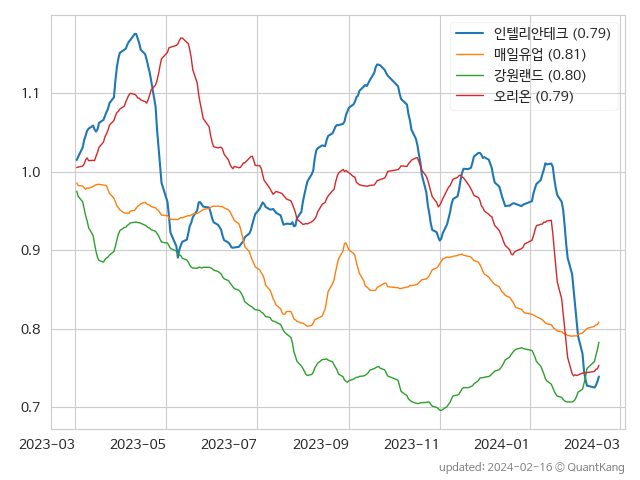 인텔리안테크 (0.79)
매일유업 (0.81)
강원랜드 (0.80)
오리온 (0.79)
1.1
1.0
0.9
0.8
0.7
2023-03 2023-05 2023-07 2023-09 2023-11 2024-01 2024-03
updated: 2024-02-16 © QuantKang